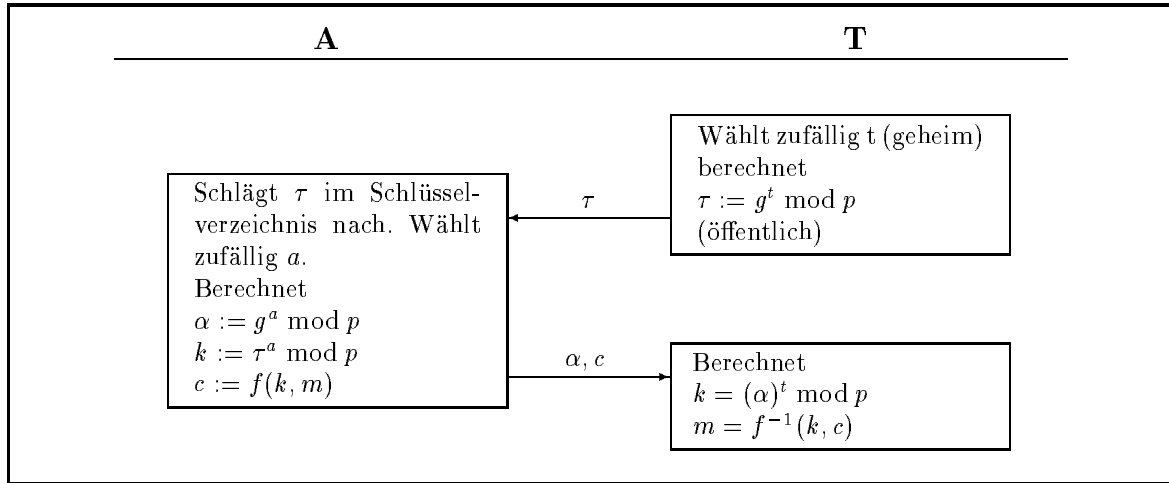 A T
Wählt zufällig t (geheim)
berechnet
τ := g^t mod p
(öffentlich)
τ
Schlägt τ im Schlüssel-
verzeichnis nach. Wählt
zufällig a.
Berechnet
α := g^a mod p
k := τ^a mod p
c := f(k, m)
α, c
Berechnet
k = (α)^t mod p
m = f^{-1}(k, c)